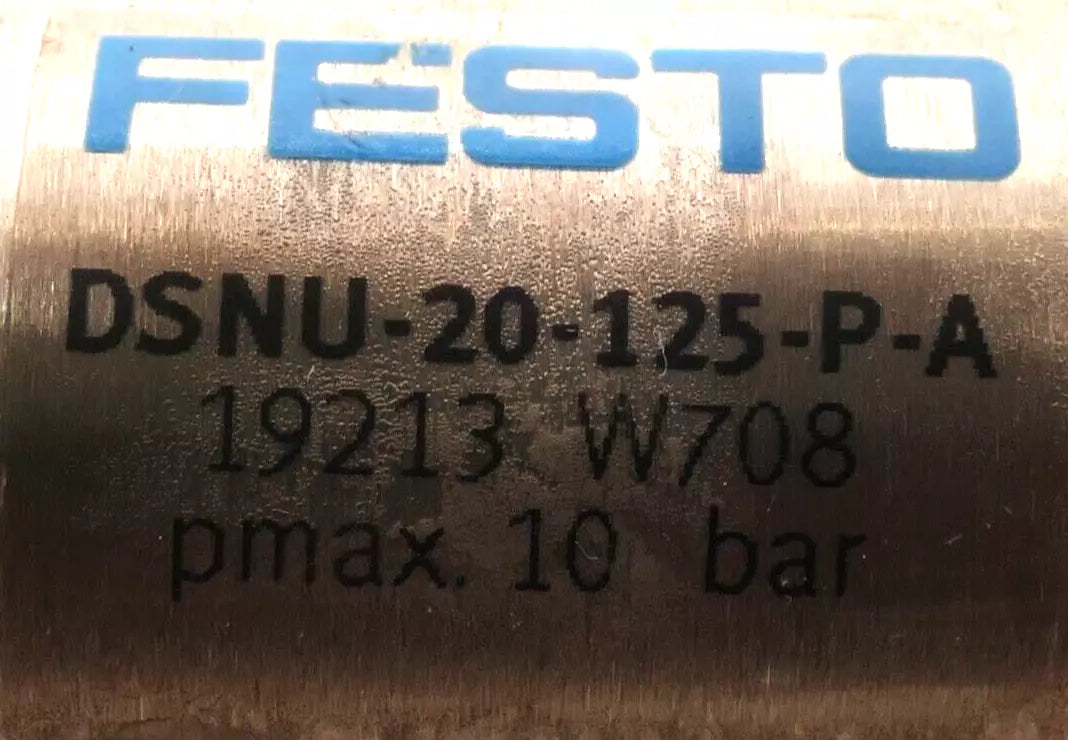 FESTO
DSNU-20-125-P-A
19213 W708
pmax. 10 bar